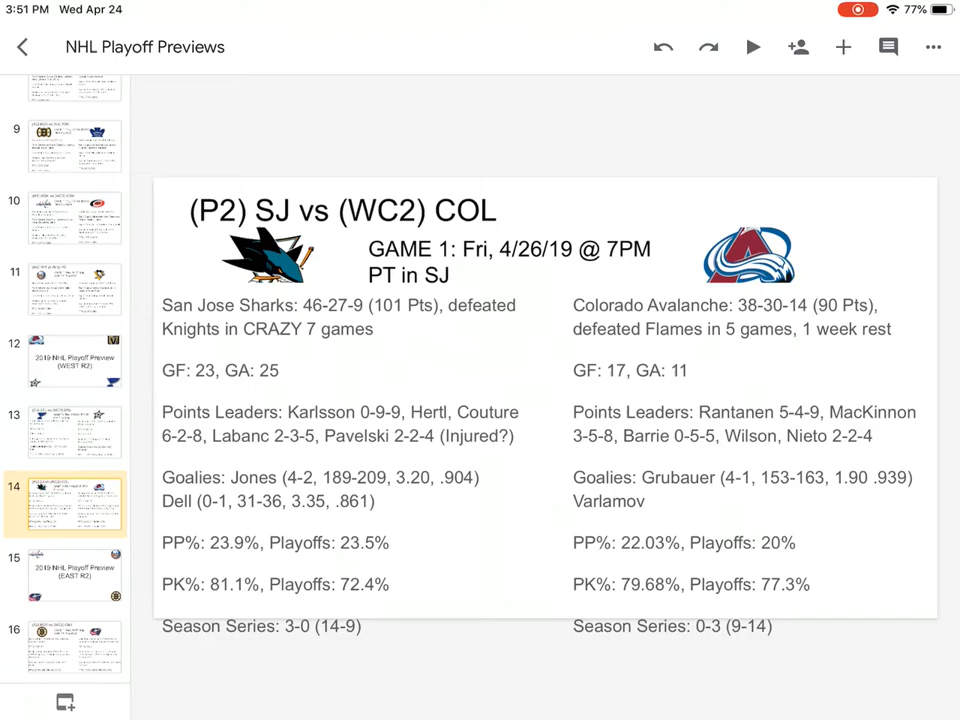 3:51 PM Wed Apr 24
77%
NHL Playoff Previews
9
10
11
12
2019 NHL Playoff Preview
(WEST R2)
13
14
15
2019 NHL Playoff Preview
(EAST R2)
16
(P2) SJ vs (WC2) COL
GAME 1: Fri, 4/26/19 @ 7PM
PT in SJ
San Jose Sharks: 46-27-9 (101 Pts), defeated
Knights in CRAZY 7 games
GF: 23, GA: 25
Points Leaders: Karlsson 0-9-9, Hertl, Couture
6-2-8, Labanc 2-3-5, Pavelski 2-2-4 (Injured?)
Goalies: Jones (4-2, 189-209, 3.20, .904)
Dell (0-1, 31-36, 3.35, .861)
PP%: 23.9%, Playoffs: 23.5%
PK%: 81.1%, Playoffs: 72.4%
Season Series: 3-0 (14-9)
Colorado Avalanche: 38-30-14 (90 Pts),
defeated Flames in 5 games, 1 week rest
GF: 17, GA: 11
Points Leaders: Rantanen 5-4-9, MacKinnon
3-5-8, Barrie 0-5-5, Wilson, Nieto 2-2-4
Goalies: Grubauer (4-1, 153-163, 1.90 .939)
Varlamov
PP%: 22.03%, Playoffs: 20%
PK%: 79.68%, Playoffs: 77.3%
Season Series: 0-3 (9-14)